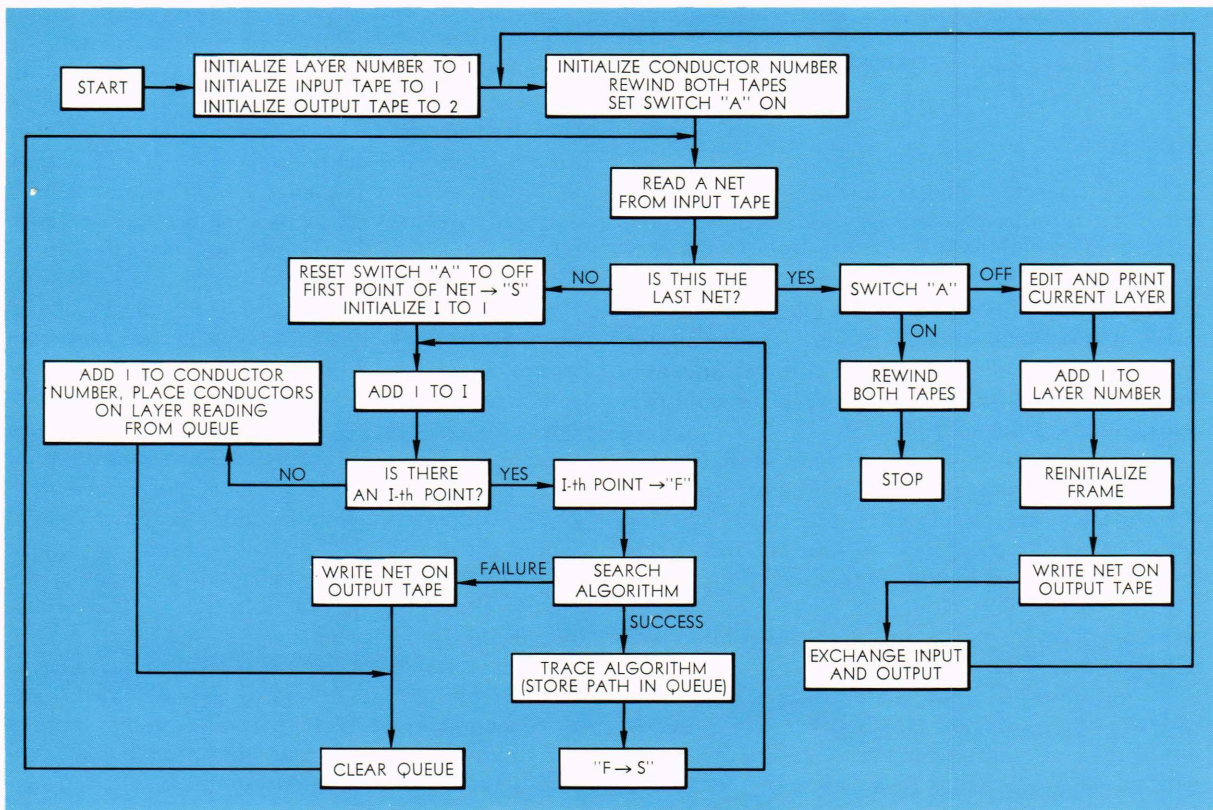 START
INITIALIZE LAYER NUMBER TO 1
INITIALIZE INPUT TAPE TO 1
INITIALIZE OUTPUT TAPE TO 2
INITIALIZE CONDUCTOR NUMBER
REWIND BOTH TAPES
SET SWITCH "A" ON
READ A NET
FROM INPUT TAPE
IS THIS THE
LAST NET?
NO
YES
RESET SWITCH "A" TO OFF
FIRST POINT OF NET → "S"
INITIALIZE I TO 1
SWITCH "A"
OFF
ON
EDIT AND PRINT
CURRENT LAYER
ADD 1 TO CONDUCTOR
NUMBER, PLACE CONDUCTORS
ON LAYER READING
FROM QUEUE
ADD 1 TO I
REWIND
BOTH TAPES
ADD 1 TO
LAYER NUMBER
NO
IS THERE
AN I-th POINT?
YES
I-th POINT → "F"
STOP
REINITIALIZE
FRAME
WRITE NET ON
OUTPUT TAPE
FAILURE
SEARCH
ALGORITHM
SUCCESS
WRITE NET ON
OUTPUT TAPE
TRACE ALGORITHM
(STORE PATH IN QUEUE)
EXCHANGE INPUT
AND OUTPUT
CLEAR QUEUE
"F → S"